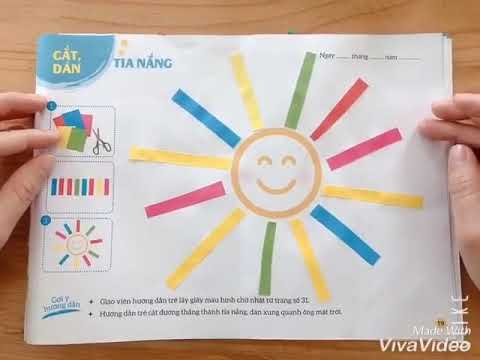 CẮT,
DÁN
TIA NẮNG
Ngày ...... tháng ...... năm ............
1
3
Gợi ý
hướng dẫn
Giáo viên hướng dẫn trẻ lấy giấy màu hình chữ nhật từ trang số 31.
Hướng dẫn trẻ cắt đường thẳng thành tia nắng, dán xung quanh ông mặt trời.
Made With
VivaVideo